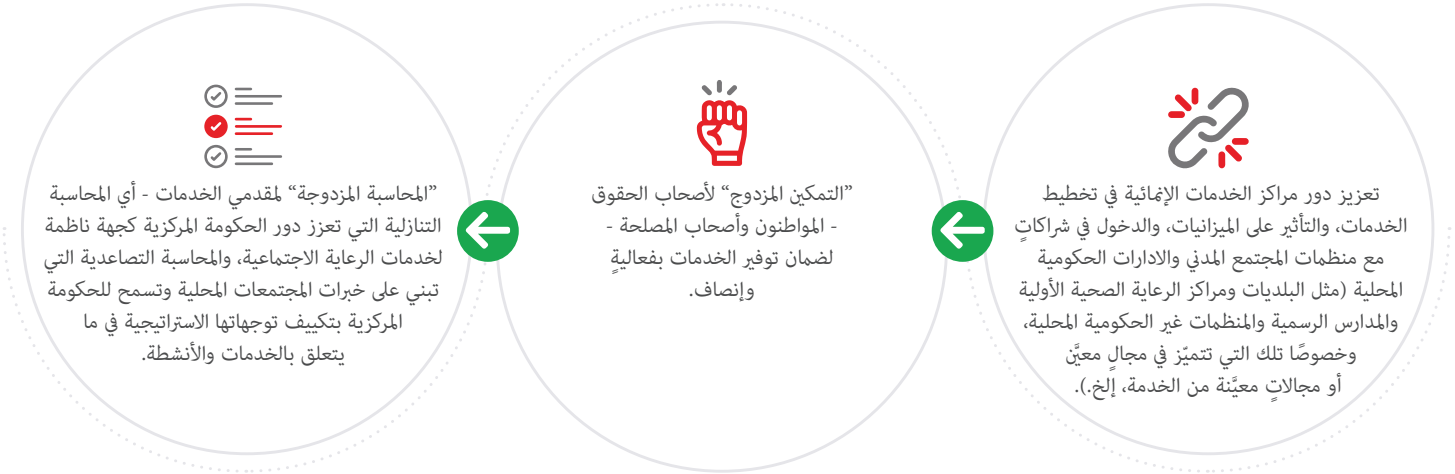 تعزيز دور مراكز الخدمات الإنمائية في تخطيط
الخدمات، والتأثير على الميزانيات، والدخول في شراكاتٍ
مع منظمات المجتمع المدني والادارات الحكومية
المحلية (مثل البلديات ومراكز الرعاية الصحية الأولية
والمدارس الرسمية والمنظمات غير الحكومية المحلية،
وخصوصًا تلك التي تتميّز في مجالٍ معيَّن
أو مجالاتٍ معيَّنة من الخدمة، إلخ.).
”التمكين المزدوج“ لأصحاب الحقوق
- المواطنون وأصحاب المصلحة -
لضمان توفير الخدمات بفعاليةٍ
وإنصاف.
”المحاسبة المزدوجة“ لمقدمي الخدمات - أي المحاسبة
التنازلية التي تعزز دور الحكومة المركزية كجهة ناظمة
لخدمات الرعاية الاجتماعية، والمحاسبة التصاعدية التي
تبني على خبرات المجتمعات المحلية وتسمح للحكومة
المركزية بتكييف توجهاتها الاستراتيجية في ما
يتعلق بالخدمات والأنشطة.